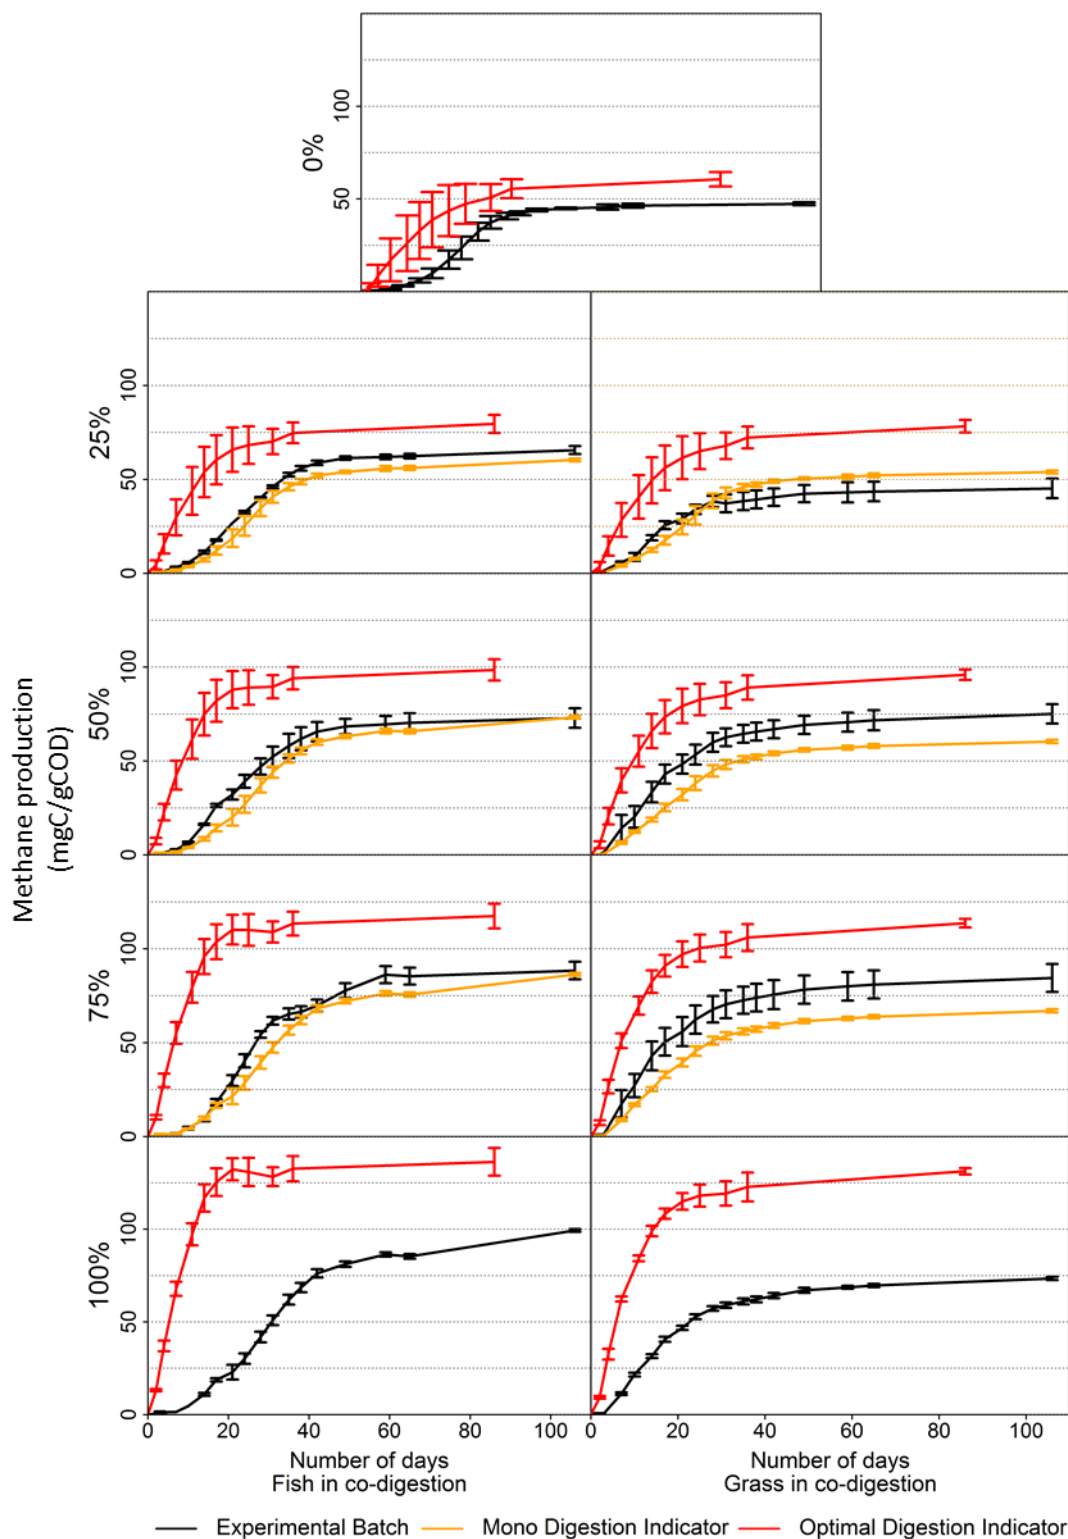 0%
100
50
25%
100
50
0
50%
100
50
0
75%
100
50
0
100%
100
50
0
Methane production
(mgC/gCOD)
0 20 40 60 80 100
0 20 40 60 80 100
Number of days
Fish in co-digestion
Number of days
Grass in co-digestion
Experimental Batch Mono Digestion Indicator Optimal Digestion Indicator